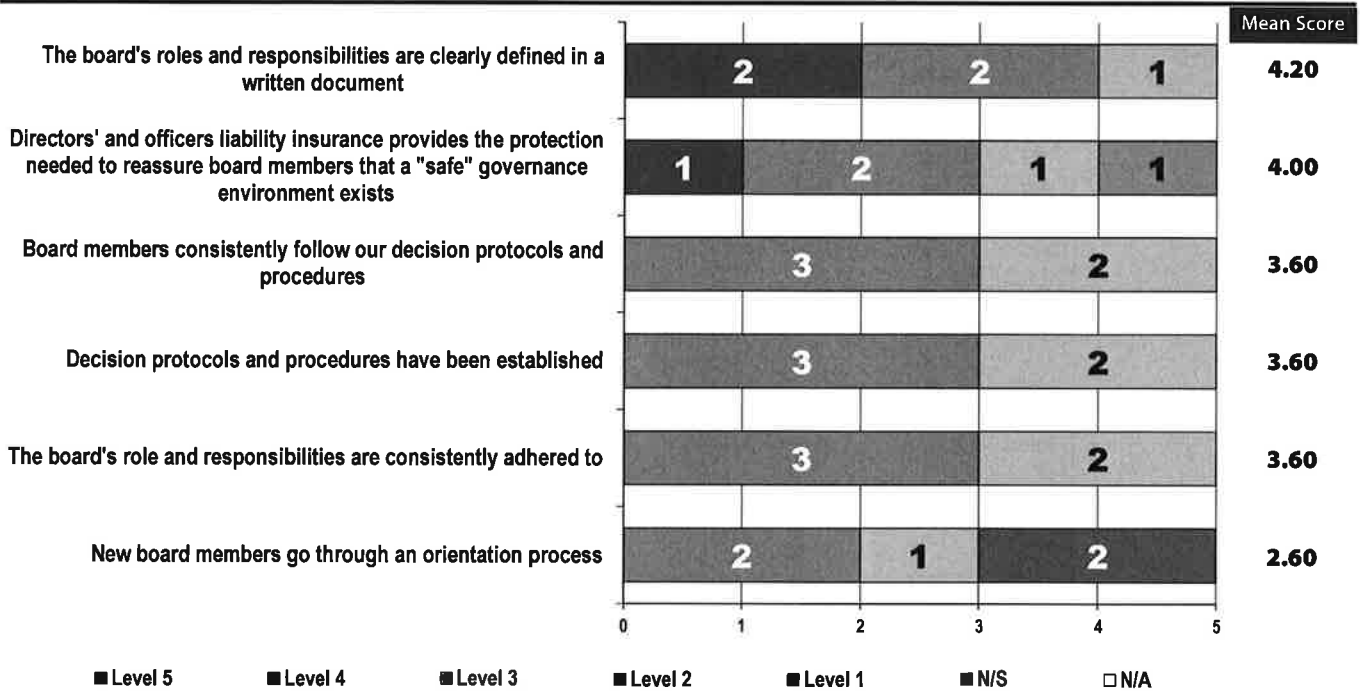 Mean Score
The board's roles and responsibilities are clearly defined in a
written document
2 2 1
4.20
Directors' and officers liability insurance provides the protection
needed to reassure board members that a "safe" governance
environment exists
1 2 1 1
4.00
Board members consistently follow our decision protocols and
procedures
3 2
3.60
Decision protocols and procedures have been established
3 2
3.60
The board's role and responsibilities are consistently adhered to
3 2
3.60
New board members go through an orientation process
2 1 2
2.60
0 1 2 3 4 5
Level 5 Level 4 Level 3 Level 2 Level 1 N/S N/A